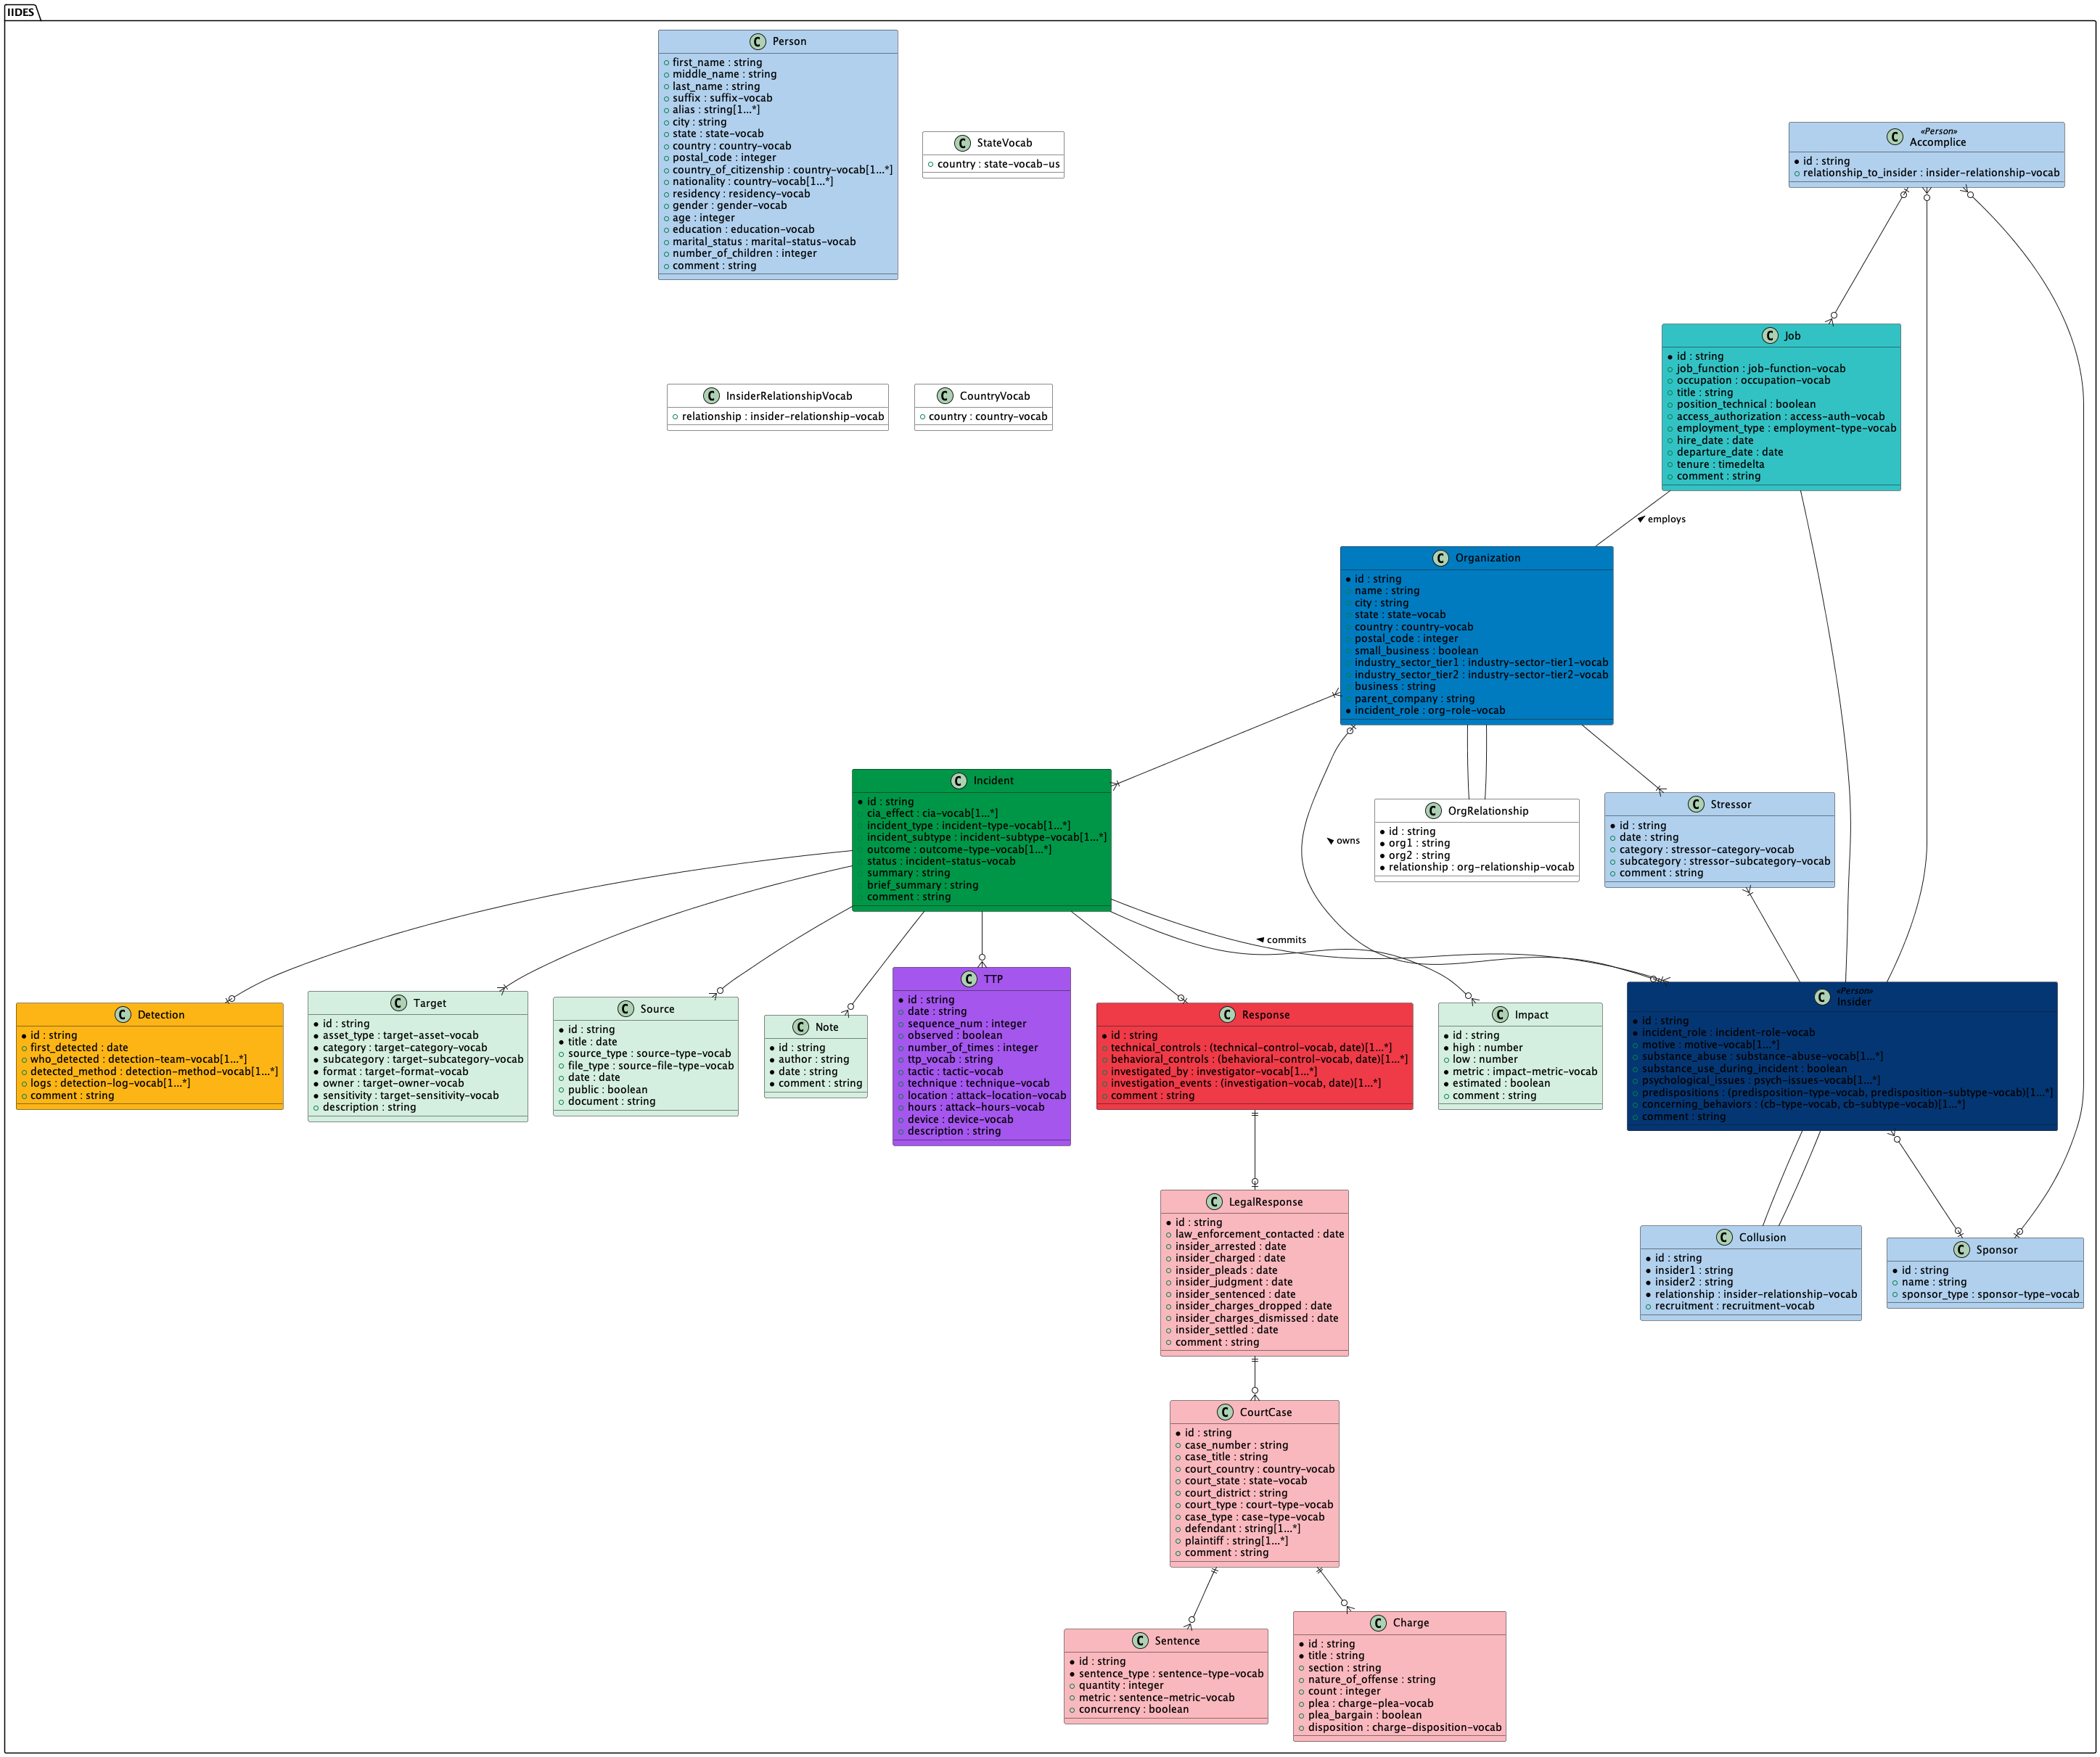 IIDES
C Person
first_name : string
middle_name : string
last_name : string
suffix : suffix-vocab
alias : string[1...*]
city : string
state : state-vocab
country : country-vocab
postal_code : integer
country_of_citizenship : country-vocab[1...*]
nationality : country-vocab[1...*]
residency : residency-vocab
gender : gender-vocab
age : integer
education : education-vocab
marital_status : marital-status-vocab
number_of_children : integer
comment : string
C StateVocab
country : state-vocab-us
C «Person»
Accomplice
id : string
relationship_to_insider : insider-relationship-vocab
C InsiderRelationshipVocab
relationship : insider-relationship-vocab
C CountryVocab
country : country-vocab
C Job
id : string
job_function : job-function-vocab
occupation : occupation-vocab
title : string
position_technical : boolean
access_authorization : access-auth-vocab
employment_type : employment-type-vocab
hire_date : date
departure_date : date
tenure : timedelta
comment : string
employs
C Organization
id : string
name : string
city : string
state : state-vocab
country : country-vocab
postal_code : integer
small_business : boolean
industry_sector_tier1 : industry-sector-tier1-vocab
industry_sector_tier2 : industry-sector-tier2-vocab
business : string
parent_company : string
incident_role : org-role-vocab
C Incident
id : string
cia_effect : cia-vocab[1...*]
incident_type : incident-type-vocab[1...*]
incident_subtype : incident-subtype-vocab[1...*]
outcome : outcome-type-vocab[1...*]
status : incident-status-vocab
summary : string
brief_summary : string
comment : string
owns
C OrgRelationship
id : string
org1 : string
org2 : string
relationship : org-relationship-vocab
C Stressor
id : string
date : string
category : stressor-category-vocab
subcategory : stressor-subcategory-vocab
comment : string
commits
C Detection
id : string
first_detected : date
who_detected : detection-team-vocab[1...*]
detected_method : detection-method-vocab[1...*]
logs : detection-log-vocab[1...*]
comment : string
C Target
id : string
asset_type : target-asset-vocab
category : target-category-vocab
subcategory : target-subcategory-vocab
format : target-format-vocab
owner : target-owner-vocab
sensitivity : target-sensitivity-vocab
description : string
C Source
id : string
title : date
source_type : source-type-vocab
file_type : source-file-type-vocab
date : date
public : boolean
document : string
C Note
id : string
author : string
date : string
comment : string
C TTP
id : string
date : string
sequence_num : integer
observed : boolean
number_of_times : integer
ttp_vocab : string
tactic : tactic-vocab
technique : technique-vocab
location : attack-location-vocab
hours : attack-hours-vocab
device : device-vocab
description : string
C Response
id : string
technical_controls : (technical-control-vocab, date)[1...*]
behavioral_controls : (behavioral-control-vocab, date)[1...*]
investigated_by : investigator-vocab[1...*]
investigation_events : (investigation-vocab, date)[1...*]
comment : string
C Impact
id : string
high : number
low : number
metric : impact-metric-vocab
estimated : boolean
comment : string
C «Person»
Insider
id : string
incident_role : incident-role-vocab
motive : motive-vocab[1...*]
substance_abuse : substance-abuse-vocab[1...*]
substance_use_during_incident : boolean
psychological_issues : psych-issues-vocab[1...*]
predispositions : (predisposition-type-vocab, predisposition-subtype-vocab)[1...*]
concerning_behaviors : (cb-type-vocab, cb-subtype-vocab)[1...*]
comment : string
C LegalResponse
id : string
law_enforcement_contacted : date
insider_arrested : date
insider_charged : date
insider_pleads : date
insider_judgment : date
insider_sentenced : date
insider_charges_dropped : date
insider_charges_dismissed : date
insider_settled : date
comment : string
C Collusion
id : string
insider1 : string
insider2 : string
relationship : insider-relationship-vocab
recruitment : recruitment-vocab
C Sponsor
id : string
name : string
sponsor_type : sponsor-type-vocab
C CourtCase
id : string
case_number : string
case_title : string
court_country : country-vocab
court_state : state-vocab
court_district : string
court_type : court-type-vocab
case_type : case-type-vocab
defendant : string[1...*]
plaintiff : string[1...*]
comment : string
C Sentence
id : string
sentence_type : sentence-type-vocab
quantity : integer
metric : sentence-metric-vocab
concurrency : boolean
C Charge
id : string
title : string
section : string
nature_of_offense : string
count : integer
plea : charge-plea-vocab
plea_bargain : boolean
disposition : charge-disposition-vocab